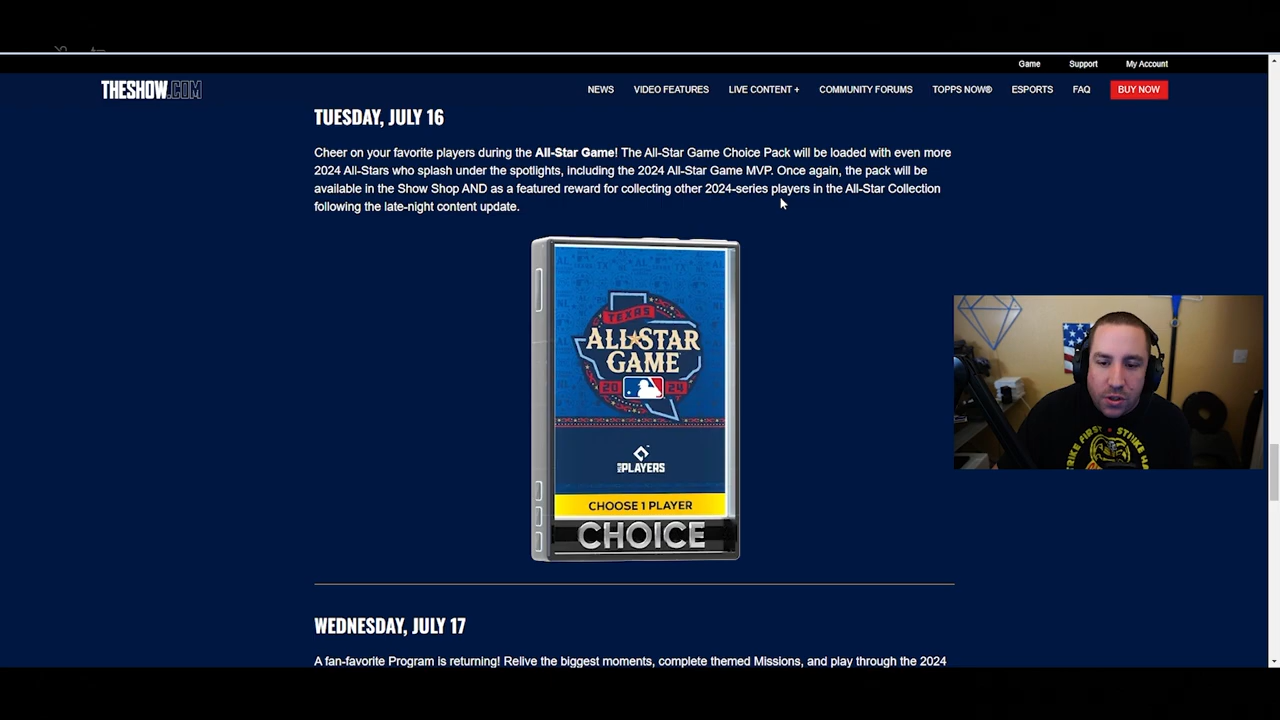 Game Support My Account
THESHOW.COM NEWS VIDEO FEATURES LIVE CONTENT + COMMUNITY FORUMS TOPPS NOW® ESPORTS FAQ BUY NOW
TUESDAY, JULY 16
Cheer on your favorite players during the All-Star Game! The All-Star Game Choice Pack will be loaded with even more
2024 All-Stars who splash under the spotlights, including the 2024 All-Star Game MVP. Once again, the pack will be
available in the Show Shop AND as a featured reward for collecting other 2024-series players in the All-Star Collection
following the late-night content update.
TEXAS
ALL★STAR
GAME
20 24
PLAYERS
CHOOSE 1 PLAYER
CHOICE
STRIKE FIRST • STRIKE HA
WEDNESDAY, JULY 17
A fan-favorite Program is returning! Relive the biggest moments, complete themed Missions, and play through the 2024